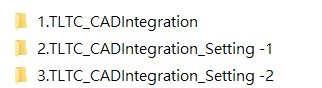 1.TLTC_CADIntegration
2.TLTC_CADIntegration_Setting -1
3.TLTC_CADIntegration_Setting -2